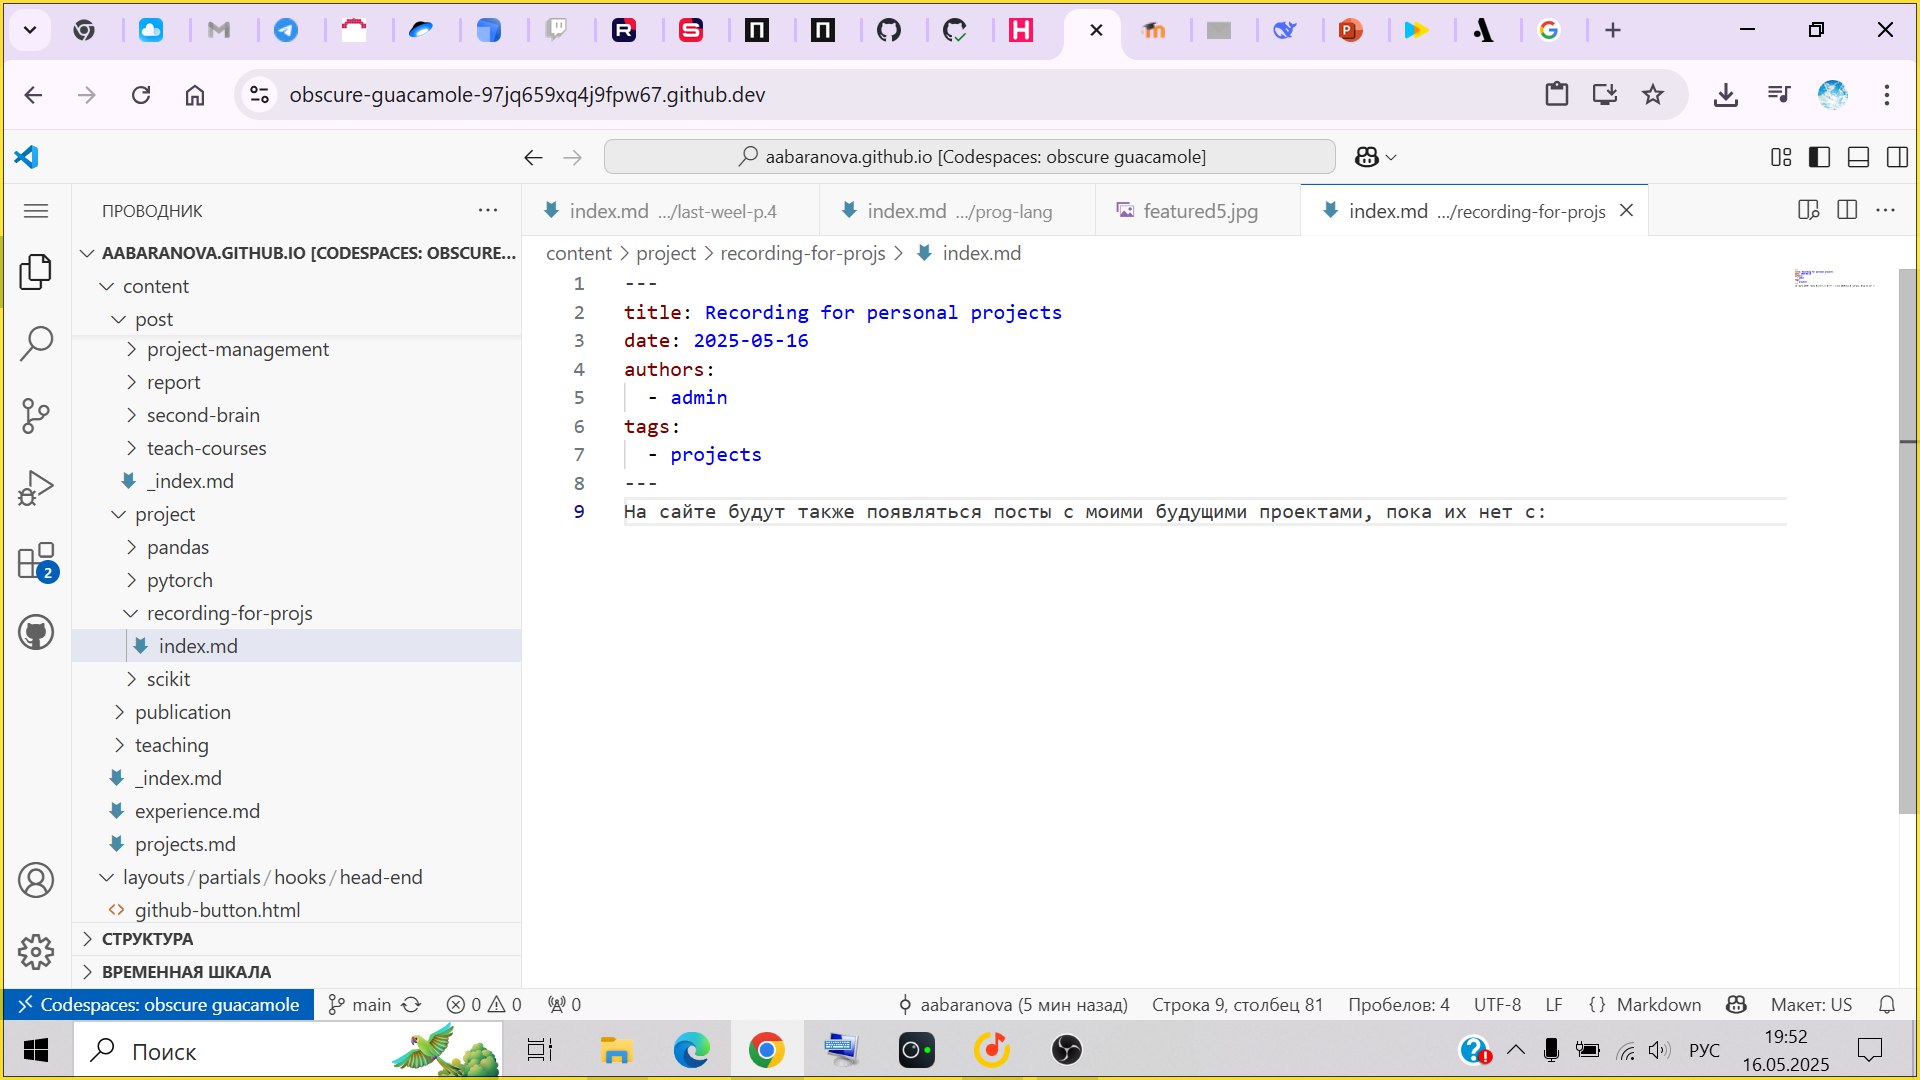 obscure-guacamole-97jq659xq4j9fpw67.github.dev
aabaranova.github.io [Codespaces: obscure guacamole]
ПРОВОДНИК
index.md .../last-weel-p.4
index.md .../prog-lang
featured5.jpg
index.md .../recording-for-projs
AABARANOVA.GITHUB.IO [CODESPACES: OBSCURE...
content > project > recording-for-projs > index.md
content
post
project-management
report
second-brain
teach-courses
_index.md
project
pandas
pytorch
recording-for-projs
index.md
scikit
publication
teaching
_index.md
experience.md
projects.md
layouts / partials / hooks / head-end
github-button.html
СТРУКТУРА
ВРЕМЕННАЯ ШКАЛА
2
1 ---
2 title: Recording for personal projects
3 date: 2025-05-16
4 authors:
5 - admin
6 tags:
7 - projects
8 ---
9 На сайте будут также появляться посты с моими будущими проектами, пока их нет с:
Codespaces: obscure guacamole
main
0 0
0
aabaranova (5 мин назад)
Строка 9, столбец 81
Пробелов: 4
UTF-8
LF
{ } Markdown
Макет: US
Поиск
РУС
19:52
16.05.2025